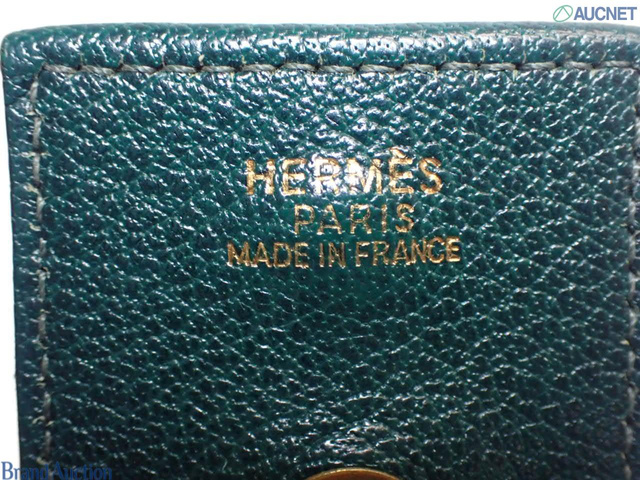 AUCNET
HERMÈS
PARIS
MADE IN FRANCE
Brand Auction